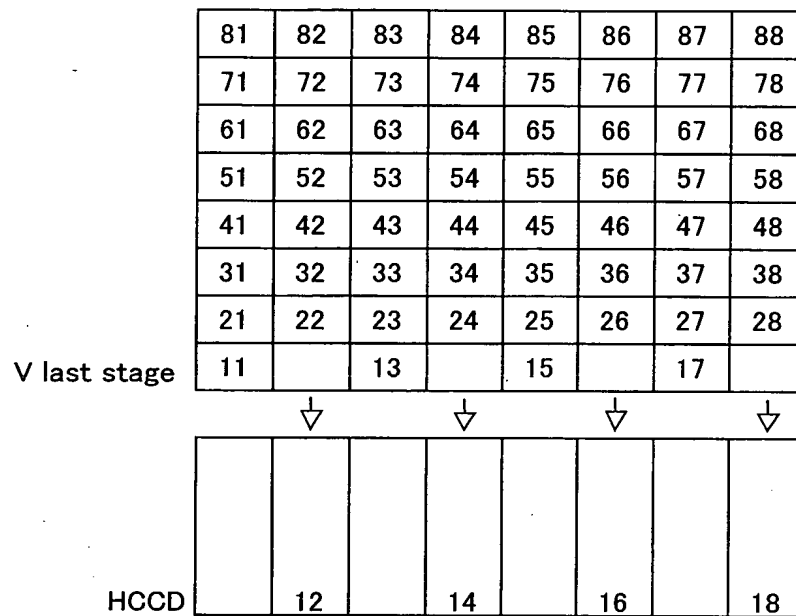 81 82 83 84 85 86 87 88
71 72 73 74 75 76 77 78
61 62 63 64 65 66 67 68
51 52 53 54 55 56 57 58
41 42 43 44 45 46 47 48
31 32 33 34 35 36 37 38
21 22 23 24 25 26 27 28
V last stage 11 13 15 17
HCCD 12 14 16 18